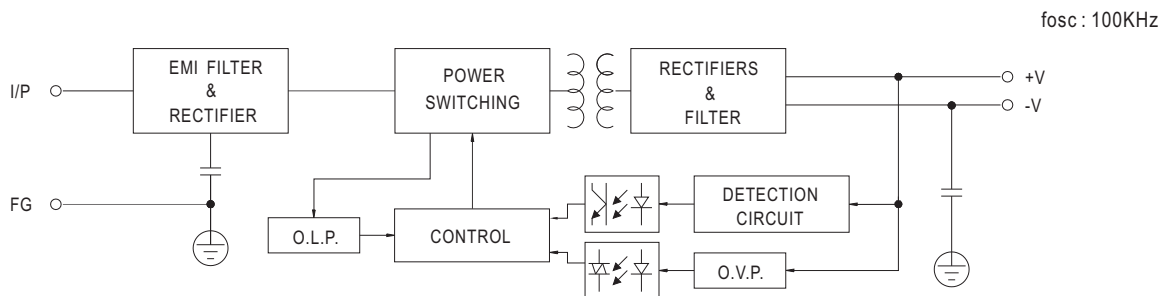 fosc : 100KHz
I/P
EMI FILTER
&
RECTIFIER
POWER
SWITCHING
RECTIFIERS
&
FILTER
+V
-V
FG
O.L.P.
CONTROL
DETECTION
CIRCUIT
O.V.P.